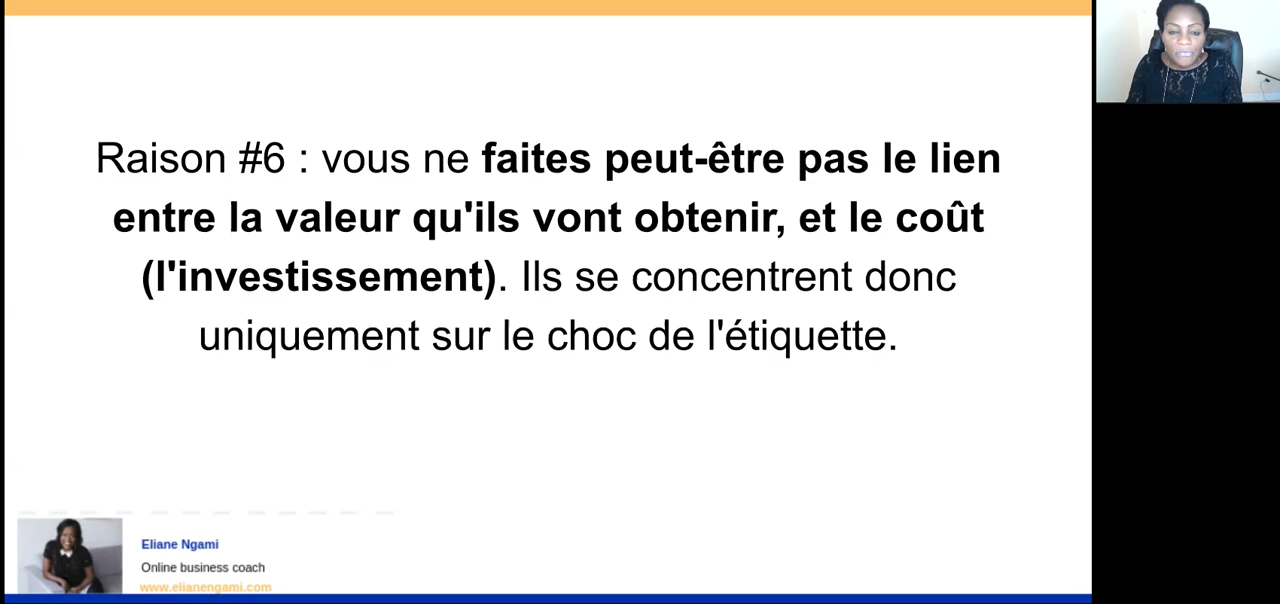 Raison #6 : vous ne faites peut-être pas le lien
entre la valeur qu'ils vont obtenir, et le coût
(l'investissement). Ils se concentrent donc
uniquement sur le choc de l'étiquette.
Eliane Ngami
Online business coach
www.elianengami.com